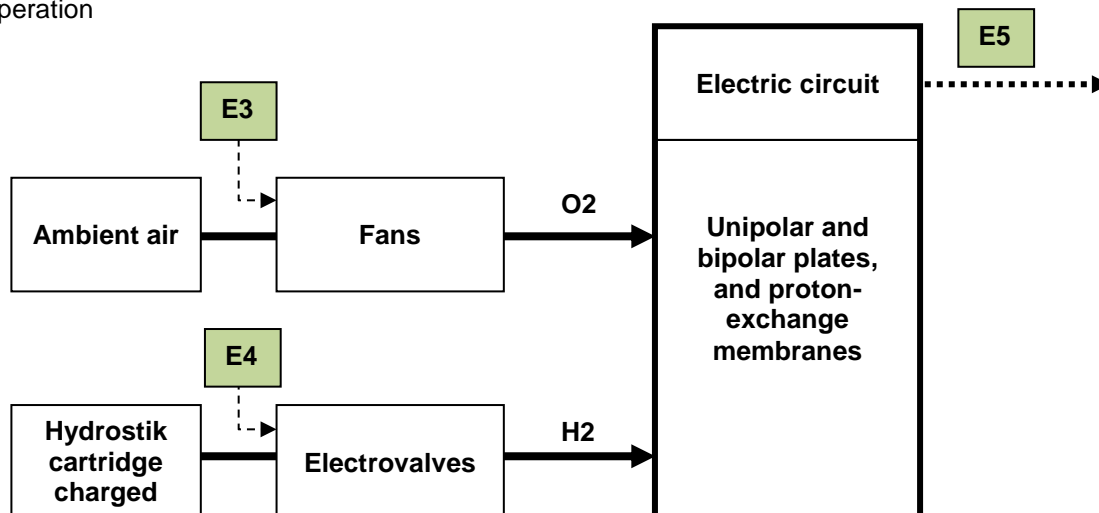 peration
E5
Electric circuit
E3
Ambient air
Fans
O2
Unipolar and
bipolar plates,
and proton-
exchange
membranes
E4
Hydrostik
cartridge
charged
Electrovalves
H2